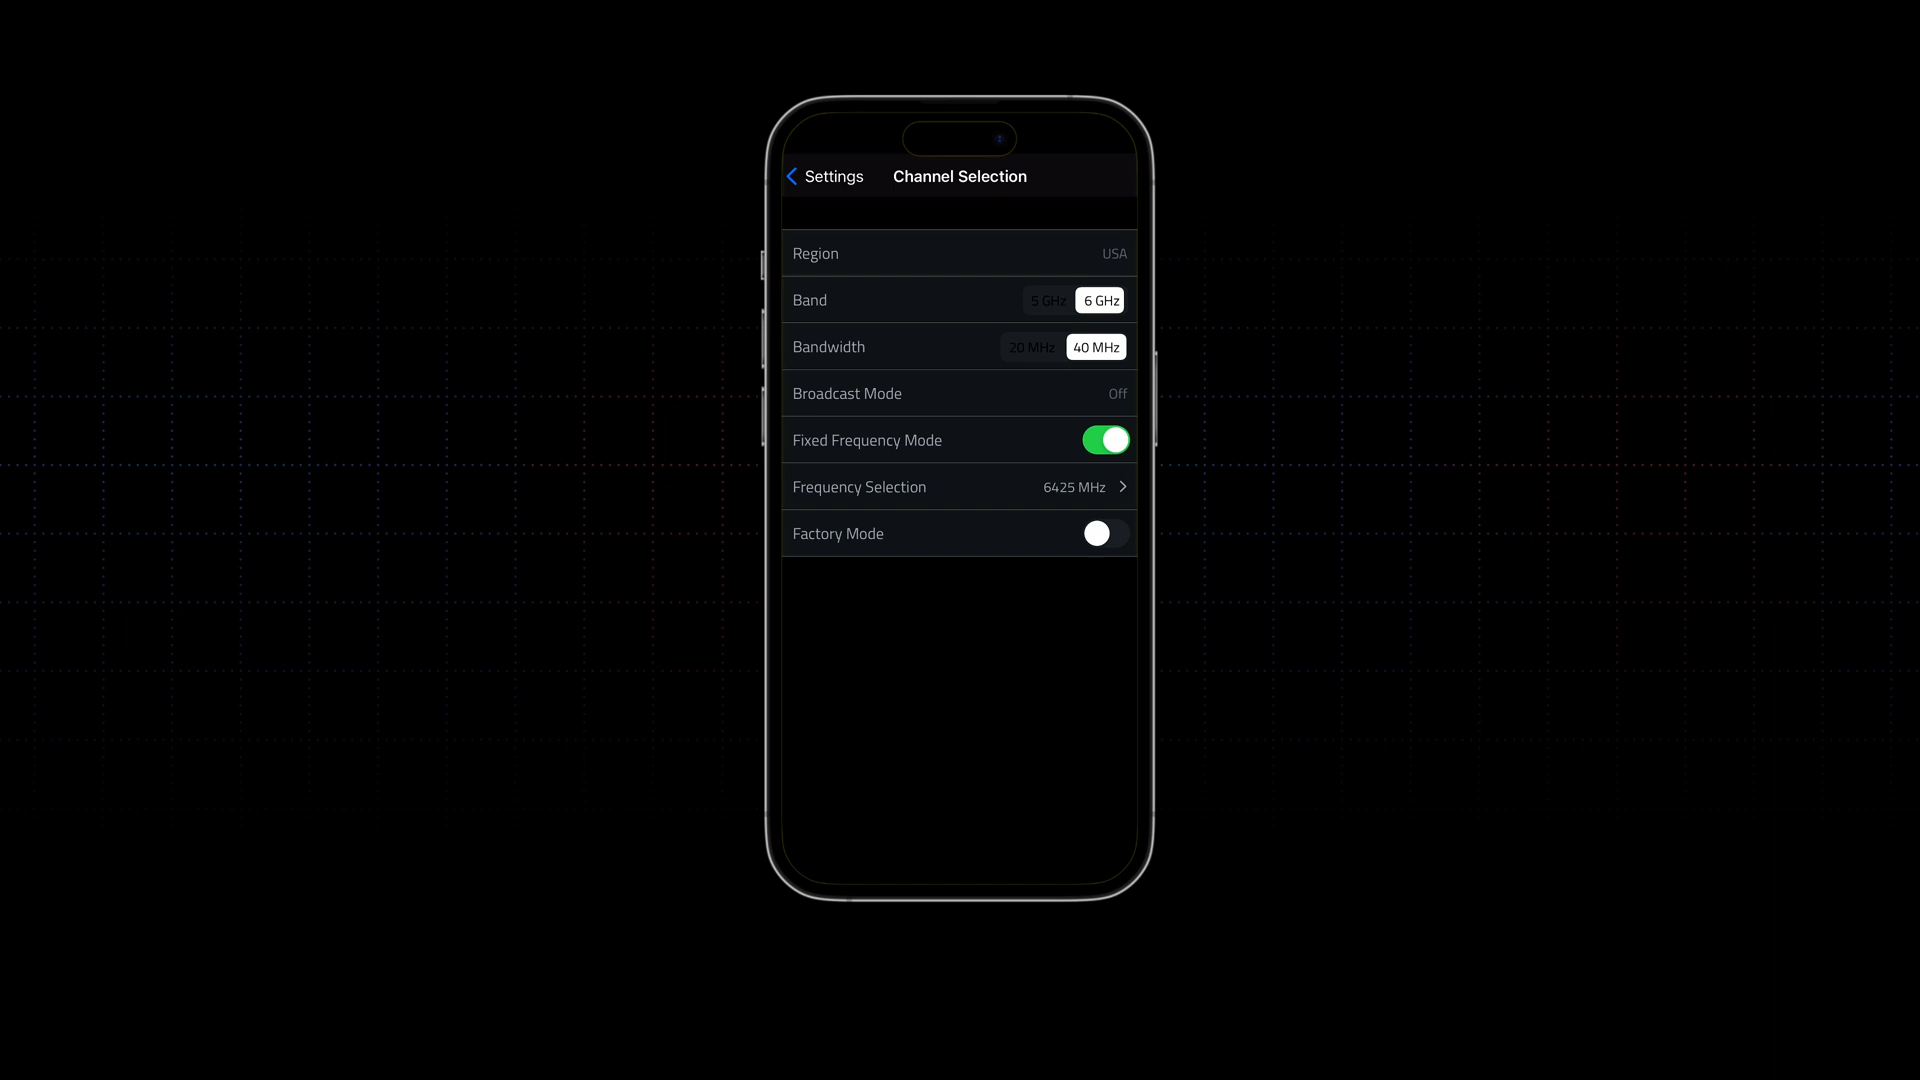 Settings Channel Selection
Region USA
Band 5 GHz 6 GHz
Bandwidth 20 MHz 40 MHz
Broadcast Mode Off
Fixed Frequency Mode
Frequency Selection 6425 MHz
Factory Mode